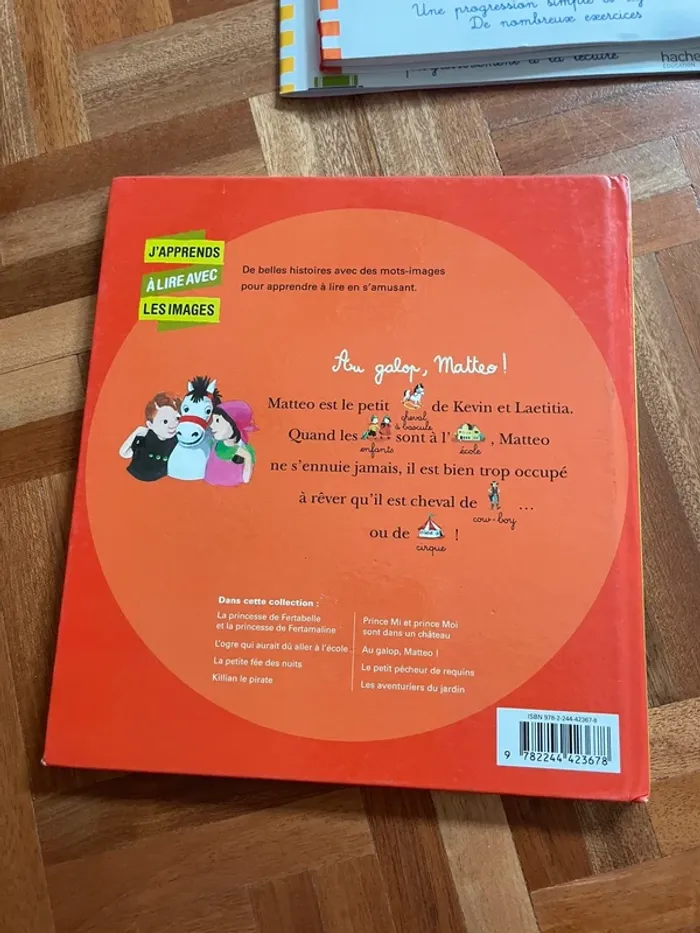 Une progression simple et
De nombreux exercices
à la lecture
hache
ÉDUCATION
J'APPRENDS
À LIRE AVEC
LES IMAGES
De belles histoires avec des mots-images
pour apprendre à lire en s'amusant.
Au galop, Matteo !
Matteo est le petit cheval à bascule de Kevin et Laetitia.
Quand les enfants sont à l'école, Matteo
ne s'ennuie jamais, il est bien trop occupé
à rêver qu'il est cheval de cow-boy ...
ou de cirque !
Dans cette collection :
La princesse de Fertabelle
et la princesse de Fertamaline
L'ogre qui aurait dû aller à l'école
La petite fée des nuits
Killian le pirate
Prince Mi et prince Moi
sont dans un château
Au galop, Matteo !
Le petit pêcheur de requins
Les aventuriers du jardin
ISBN 978-2-244-42367-8
9 782244 423678